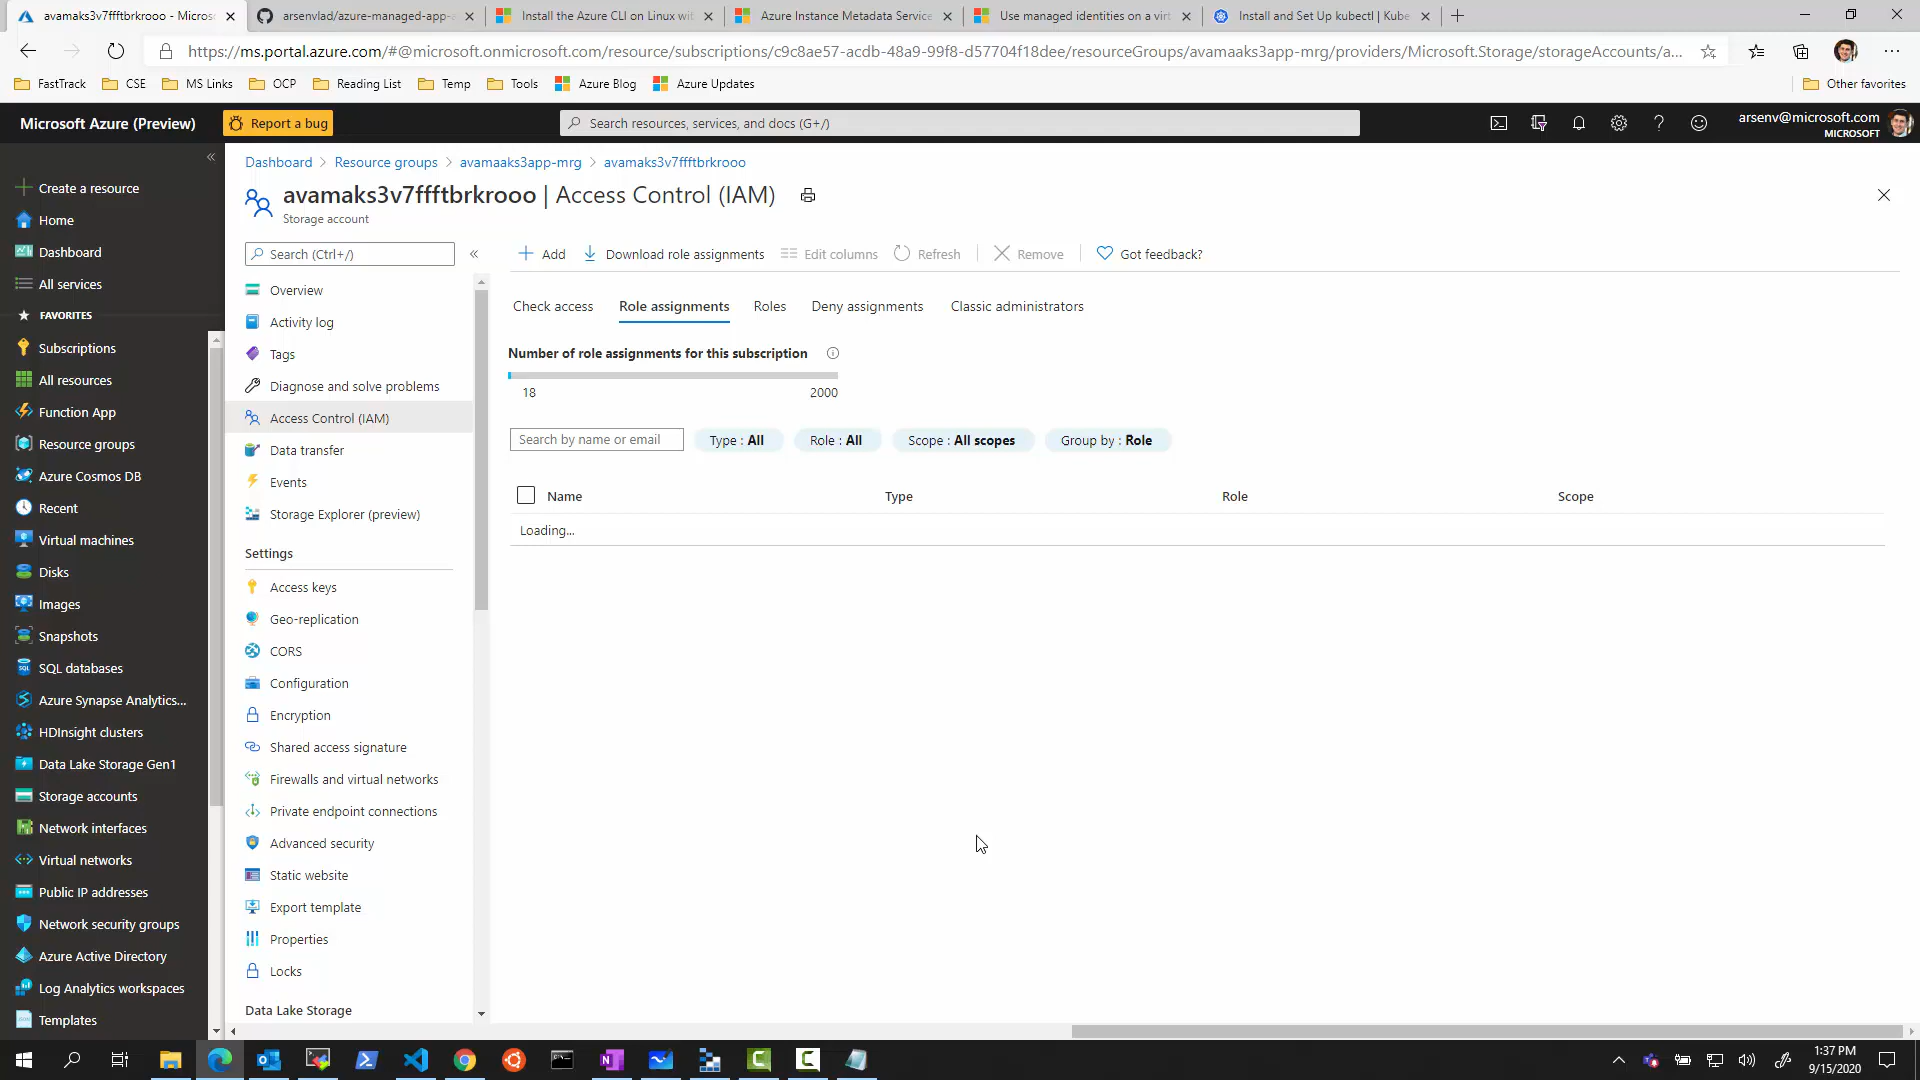 avamaks3v7ffftbrkrooo - Micros
arsenvlad/azure-managed-app-a
Install the Azure CLI on Linux wit
Azure Instance Metadata Service
Use managed identities on a virt
Install and Set Up kubectl | Kube
https://ms.portal.azure.com/#@microsoft.onmicrosoft.com/resource/subscriptions/c9c8ae57-acdb-48a9-99f8-d57704f18dee/resourceGroups/avamaaks3app-mrg/providers/Microsoft.Storage/storageAccounts/a...
FastTrack
CSE
MS Links
OCP
Reading List
Temp
Tools
Azure Blog
Azure Updates
Other favorites
Microsoft Azure (Preview)
Report a bug
Search resources, services, and docs (G+/)
arsenv@microsoft.com
MICROSOFT
Create a resource
Home
Dashboard
All services
FAVORITES
Subscriptions
All resources
Function App
Resource groups
Azure Cosmos DB
Recent
Virtual machines
Disks
Images
Snapshots
SQL databases
Azure Synapse Analytics...
HDInsight clusters
Data Lake Storage Gen1
Storage accounts
Network interfaces
Virtual networks
Public IP addresses
Network security groups
Azure Active Directory
Log Analytics workspaces
Templates
Dashboard > Resource groups > avamaaks3app-mrg > avamaks3v7ffftbrkrooo
avamaks3v7ffftbrkrooo | Access Control (IAM)
Storage account
Search (Ctrl+/)
Overview
Activity log
Tags
Diagnose and solve problems
Access Control (IAM)
Data transfer
Events
Storage Explorer (preview)
Settings
Access keys
Geo-replication
CORS
Configuration
Encryption
Shared access signature
Firewalls and virtual networks
Private endpoint connections
Advanced security
Static website
Export template
Properties
Locks
Data Lake Storage
Add
Download role assignments
Edit columns
Refresh
Remove
Got feedback?
Check access
Role assignments
Roles
Deny assignments
Classic administrators
Number of role assignments for this subscription
18
2000
Search by name or email
Type : All
Role : All
Scope : All scopes
Group by : Role
Name
Type
Role
Scope
Loading...
1:37 PM
9/15/2020